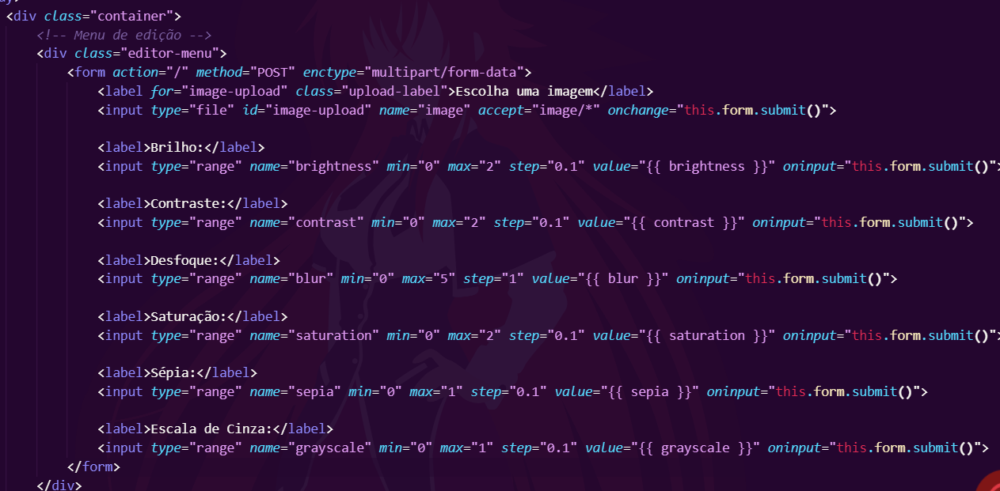 <div class="container">
<!-- Menu de edição -->
<div class="editor-menu">
<form action="/" method="POST" enctype="multipart/form-data">
<label for="image-upload" class="upload-label">Escolha uma imagem</label>
<input type="file" id="image-upload" name="image" accept="image/*" onchange="this.form.submit()">
<label>Brilho:</label>
<input type="range" name="brightness" min="0" max="2" step="0.1" value="{{ brightness }}" oninput="this.form.submit()">
<label>Contraste:</label>
<input type="range" name="contrast" min="0" max="2" step="0.1" value="{{ contrast }}" oninput="this.form.submit()">
<label>Desfoque:</label>
<input type="range" name="blur" min="0" max="5" step="1" value="{{ blur }}" oninput="this.form.submit()">
<label>Saturação:</label>
<input type="range" name="saturation" min="0" max="2" step="0.1" value="{{ saturation }}" oninput="this.form.submit()">
<label>Sépia:</label>
<input type="range" name="sepia" min="0" max="1" step="0.1" value="{{ sepia }}" oninput="this.form.submit()">
<label>Escala de Cinza:</label>
<input type="range" name="grayscale" min="0" max="1" step="0.1" value="{{ grayscale }}" oninput="this.form.submit()">
</form>
</div>